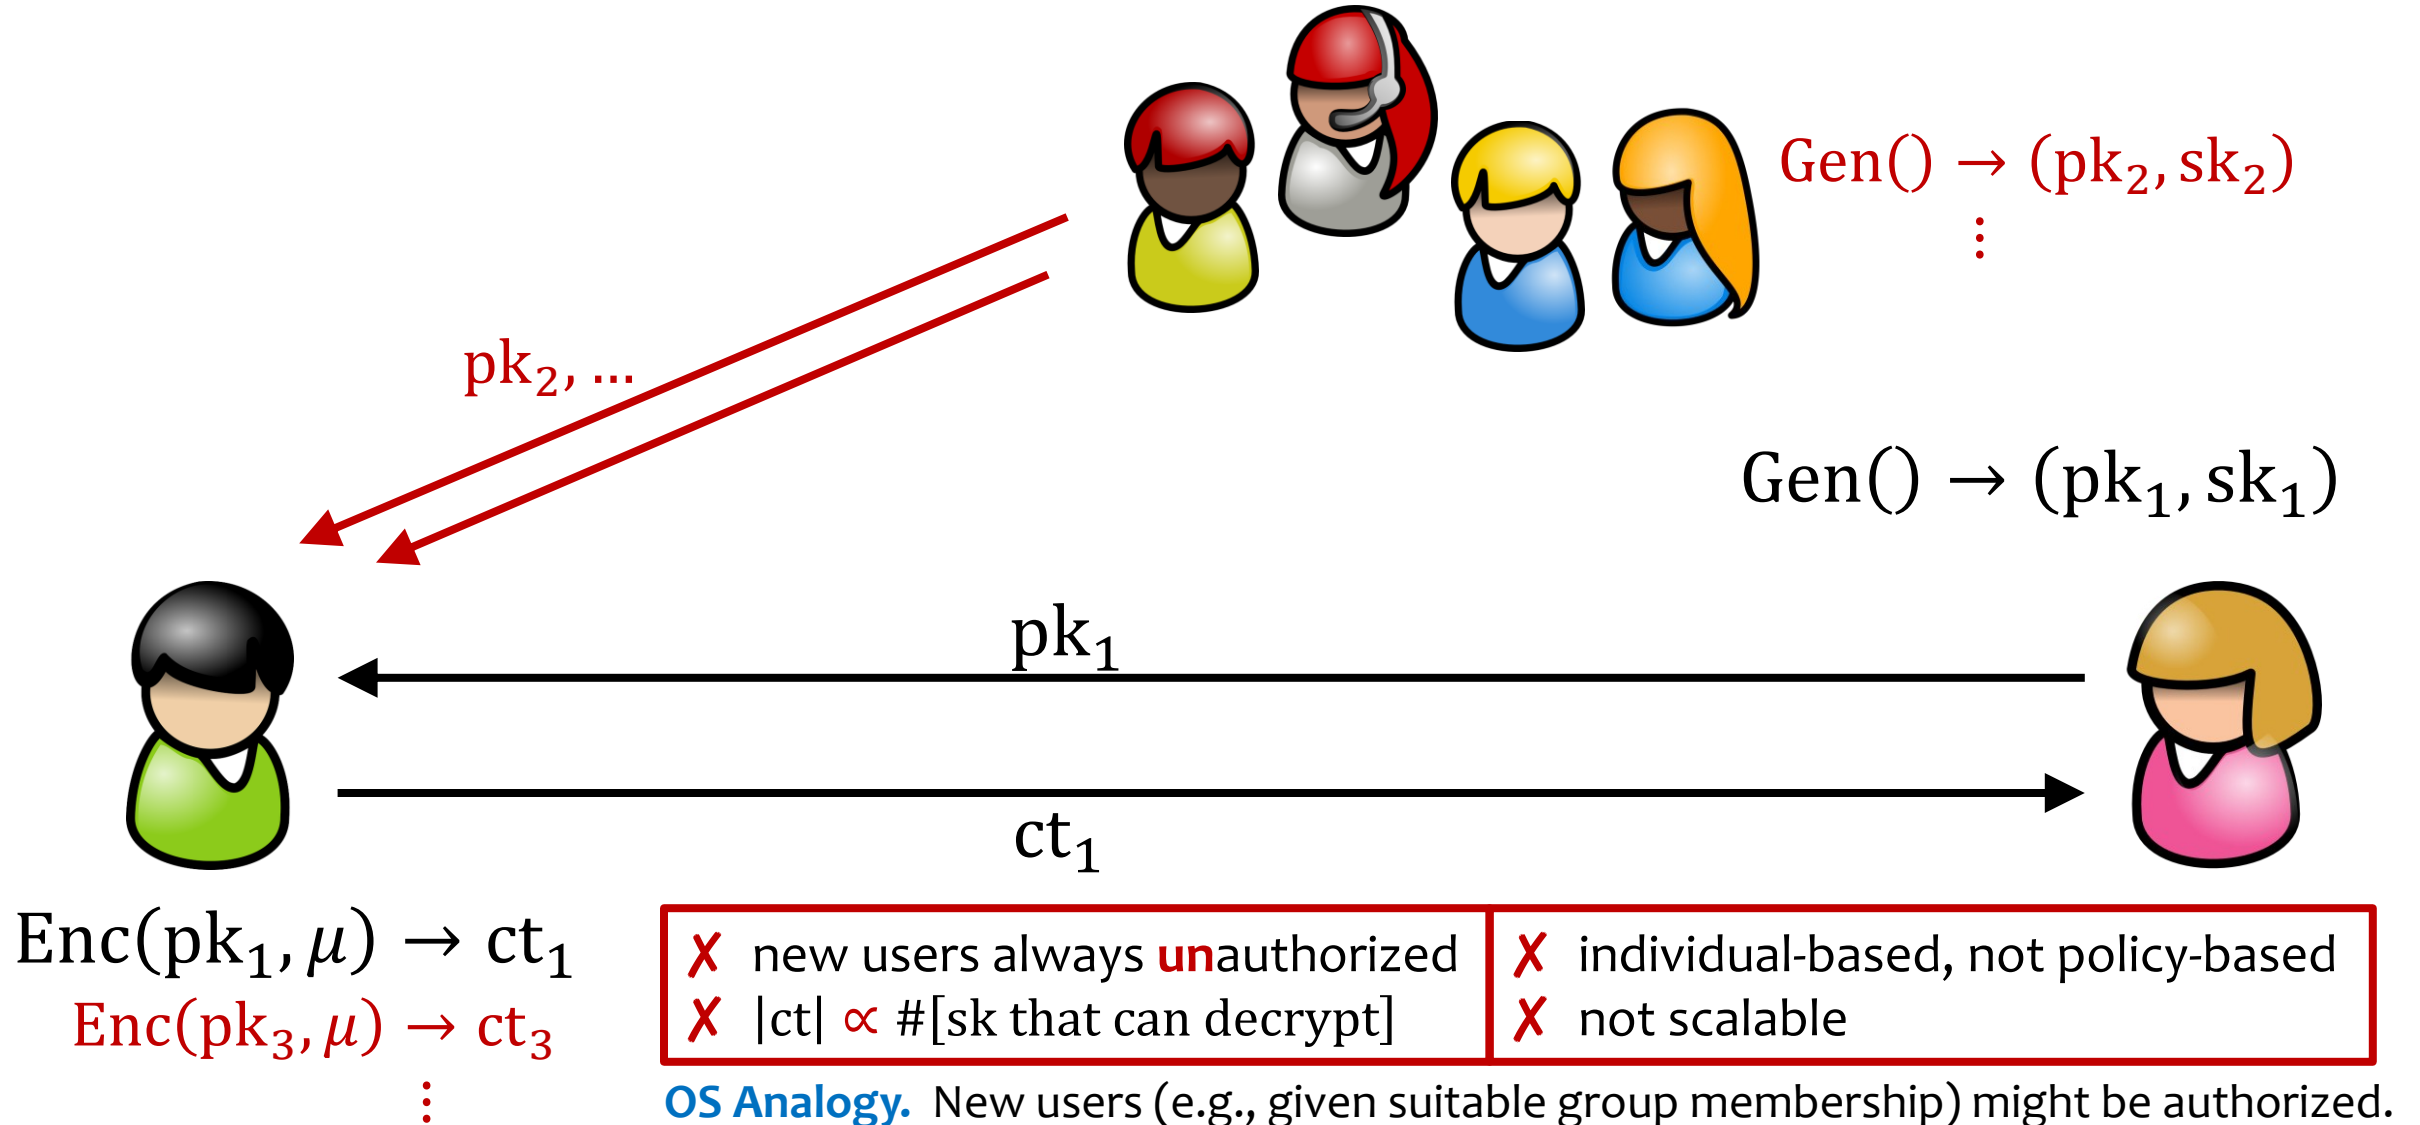 Gen() → (pk₂, sk₂)
⋮
pk₂, …
Gen() → (pk₁, sk₁)
pk₁
ct₁
Enc(pk₁, μ) → ct₁
Enc(pk₃, μ) → ct₃
⋮
✗ new users always unauthorized
✗ |ct| ∝ #[sk that can decrypt]
✗ individual-based, not policy-based
✗ not scalable
OS Analogy. New users (e.g., given suitable group membership) might be authorized.